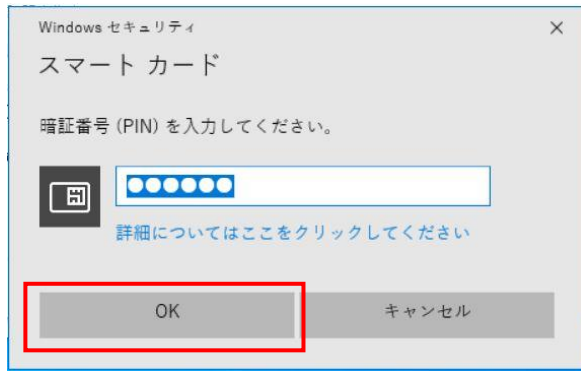 Windows セキュリティ
スマート カード
暗証番号 (PIN) を入力してください。
●●●●●●
詳細についてはここをクリックしてください
OK
キャンセル